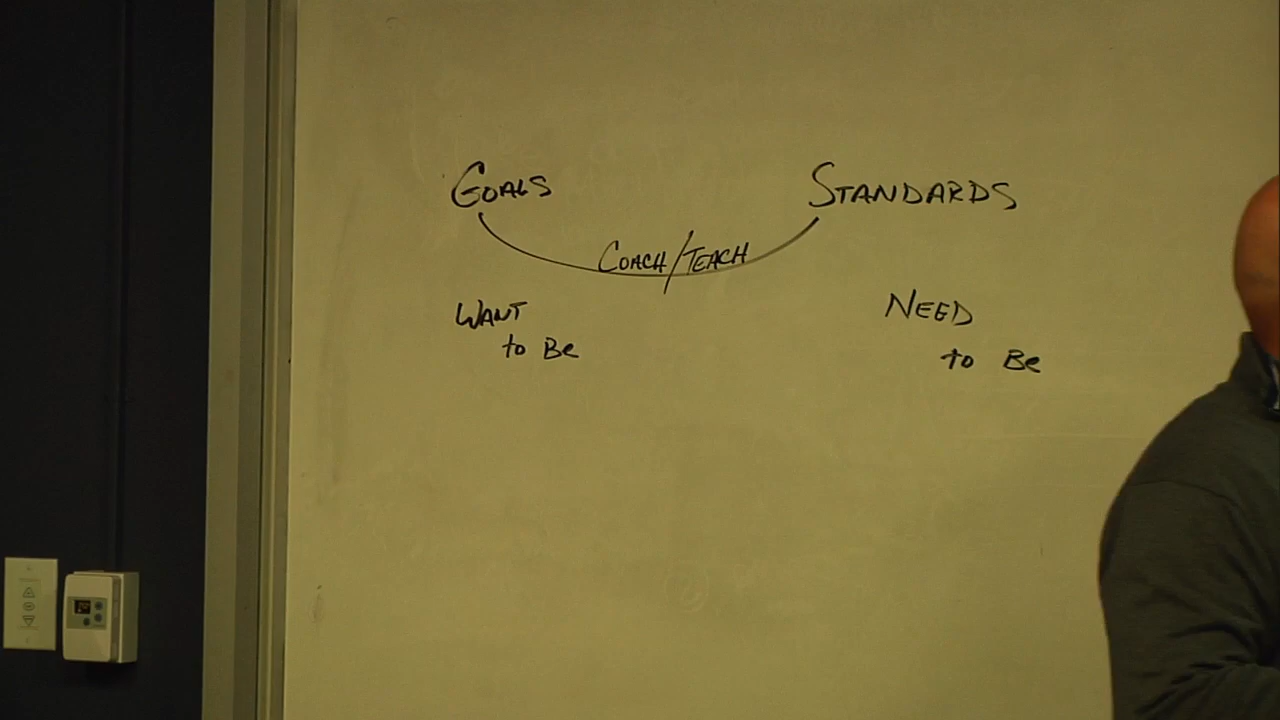 Goals
Standards
Coach/Teach
Want
to Be
Need
to Be